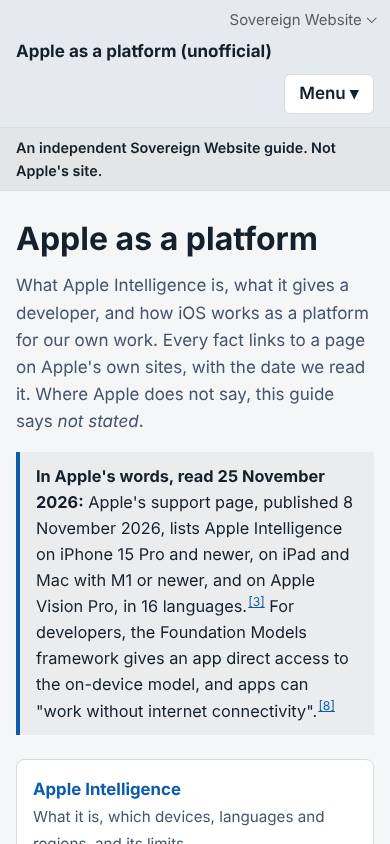 Sovereign Website
Apple as a platform (unofficial)
Menu ▾
An independent Sovereign Website guide. Not
Apple's site.
Apple as a platform
What Apple Intelligence is, what it gives a
developer, and how iOS works as a platform
for our own work. Every fact links to a page
on Apple's own sites, with the date we read
it. Where Apple does not say, this guide
says not stated.
In Apple's words, read 25 November
2026: Apple's support page, published 8
November 2026, lists Apple Intelligence
on iPhone 15 Pro and newer, on iPad and
Mac with M1 or newer, and on Apple
Vision Pro, in 16 languages.[3] For
developers, the Foundation Models
framework gives an app direct access to
the on-device model, and apps can
"work without internet connectivity".[8]
Apple Intelligence
What it is, which devices, languages and
regions, and its limits